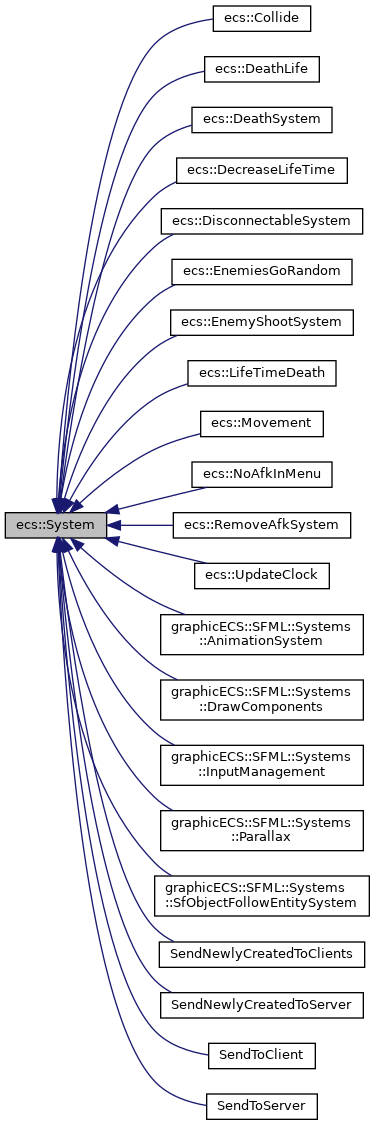 ecs::Collide
ecs::DeathLife
ecs::DeathSystem
ecs::DecreaseLifeTime
ecs::DisconnectableSystem
ecs::EnemiesGoRandom
ecs::EnemyShootSystem
ecs::LifeTimeDeath
ecs::Movement
ecs::NoAfkInMenu
ecs::System
ecs::RemoveAfkSystem
ecs::UpdateClock
graphicECS::SFML::Systems
::AnimationSystem
graphicECS::SFML::Systems
::DrawComponents
graphicECS::SFML::Systems
::InputManagement
graphicECS::SFML::Systems
::Parallax
graphicECS::SFML::Systems
::SfObjectFollowEntitySystem
SendNewlyCreatedToClients
SendNewlyCreatedToServer
SendToClient
SendToServer